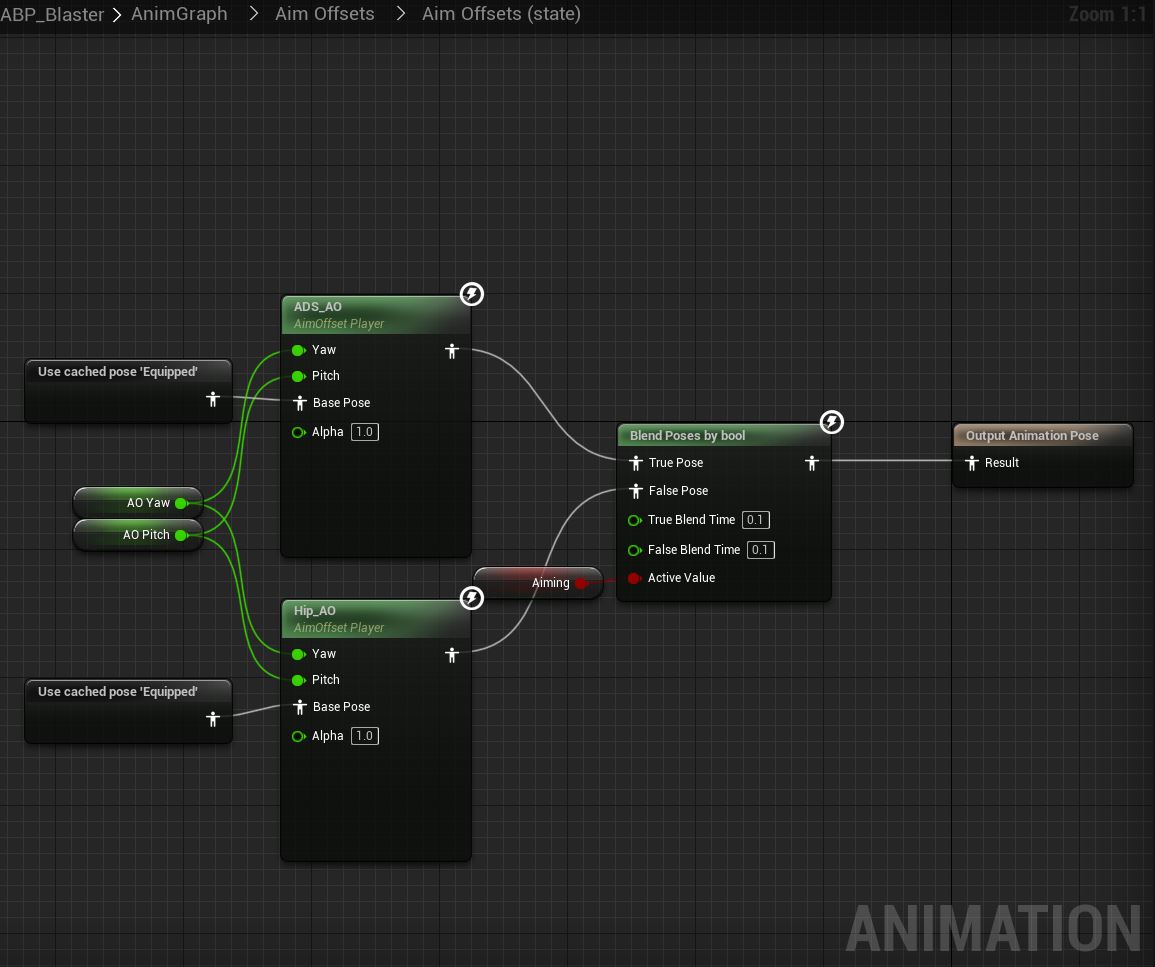 ABP_Blaster > AnimGraph > Aim Offsets > Aim Offsets (state)
Zoom 1:1
ADS_AO
AimOffset Player
Yaw
Pitch
Base Pose
Alpha 1.0
Use cached pose 'Equipped'
AO Yaw
AO Pitch
Blend Poses by bool
True Pose
False Pose
True Blend Time 0.1
False Blend Time 0.1
Active Value
Output Animation Pose
Result
Aiming
Hip_AO
AimOffset Player
Yaw
Pitch
Base Pose
Alpha 1.0
Use cached pose 'Equipped'
ANIMATION